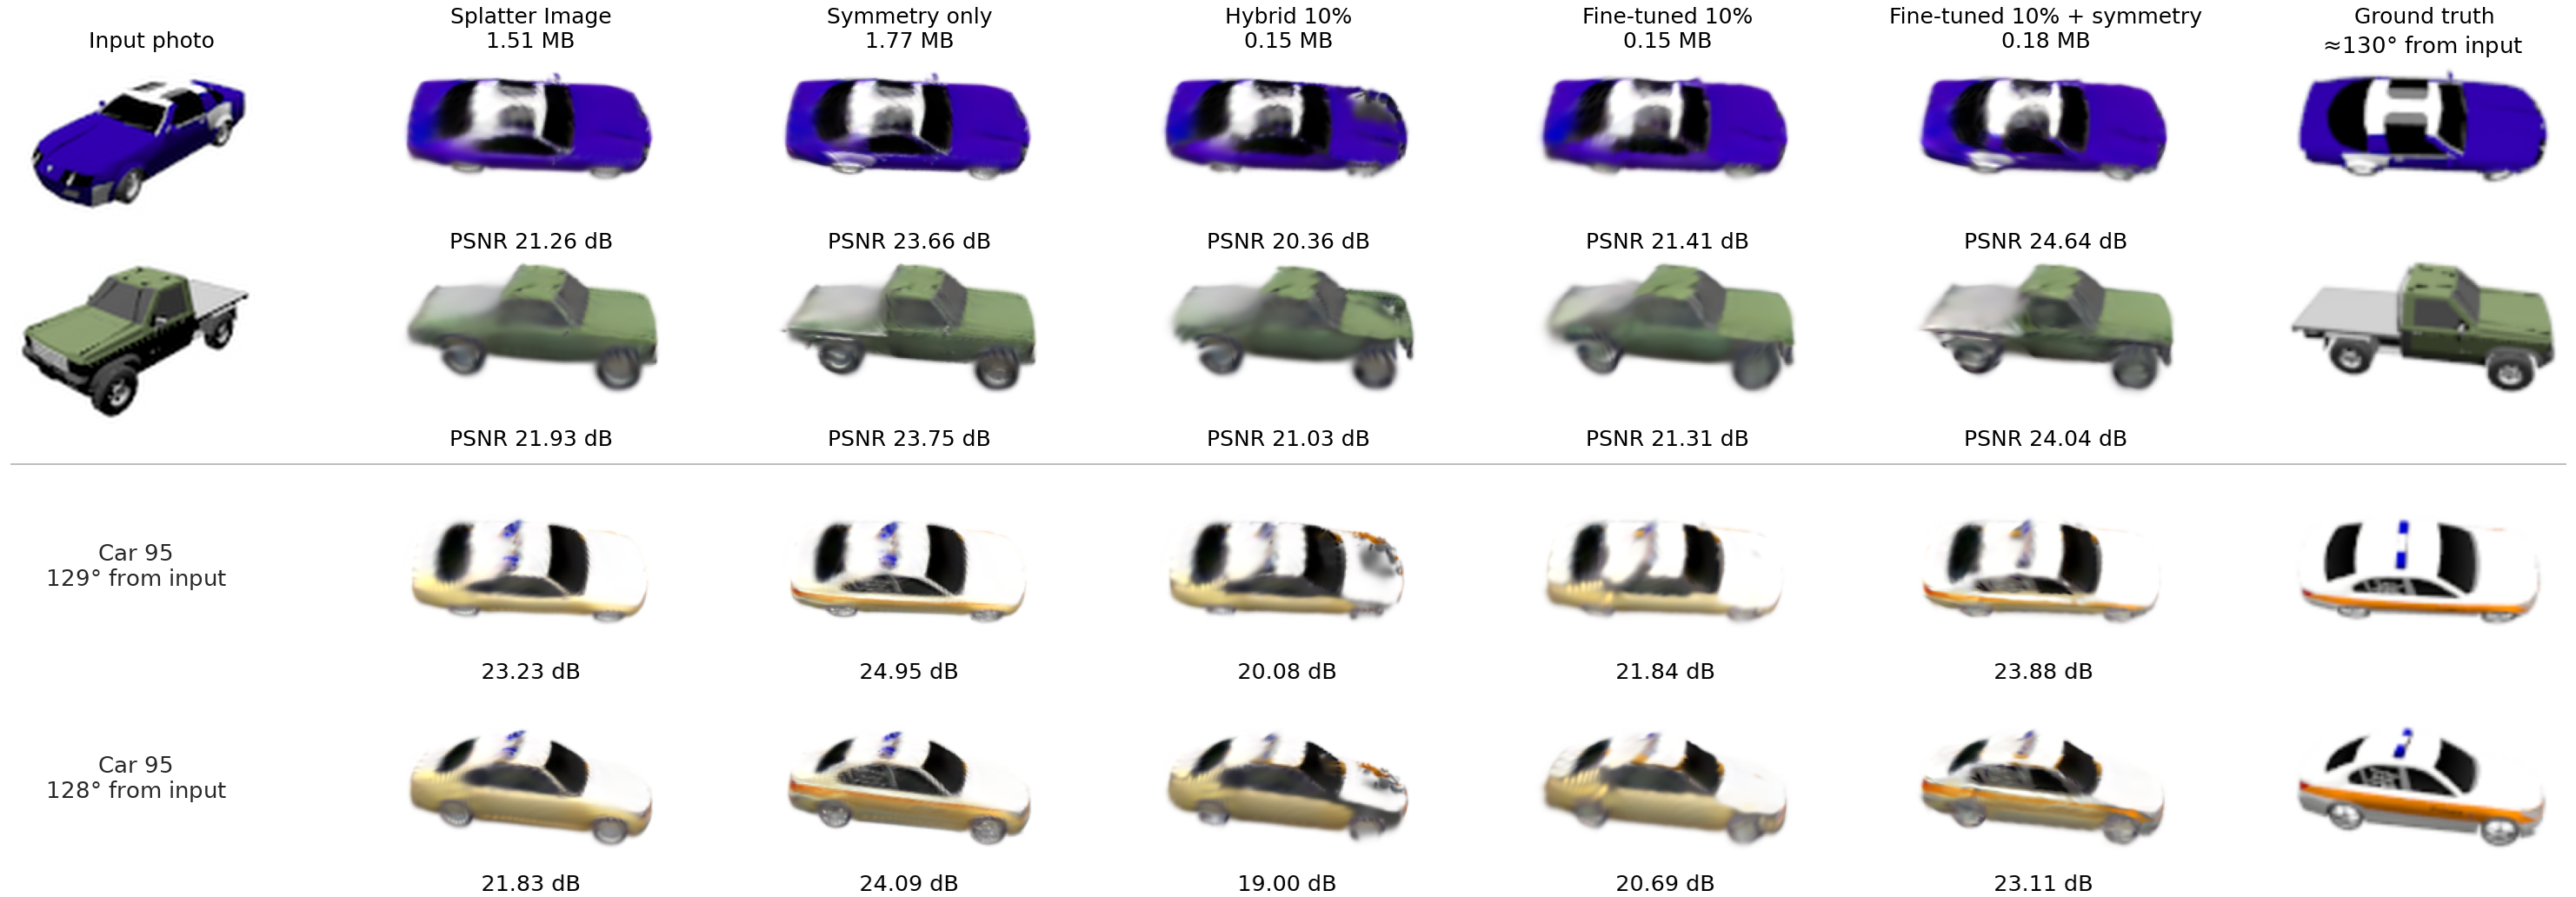 Input photo
Splatter Image
1.51 MB
Symmetry only
1.77 MB
Hybrid 10%
0.15 MB
Fine-tuned 10%
0.15 MB
Fine-tuned 10% + symmetry
0.18 MB
Ground truth
≈130° from input
PSNR 21.26 dB
PSNR 23.66 dB
PSNR 20.36 dB
PSNR 21.41 dB
PSNR 24.64 dB
PSNR 21.93 dB
PSNR 23.75 dB
PSNR 21.03 dB
PSNR 21.31 dB
PSNR 24.04 dB
Car 95
129° from input
23.23 dB
24.95 dB
20.08 dB
21.84 dB
23.88 dB
Car 95
128° from input
21.83 dB
24.09 dB
19.00 dB
20.69 dB
23.11 dB